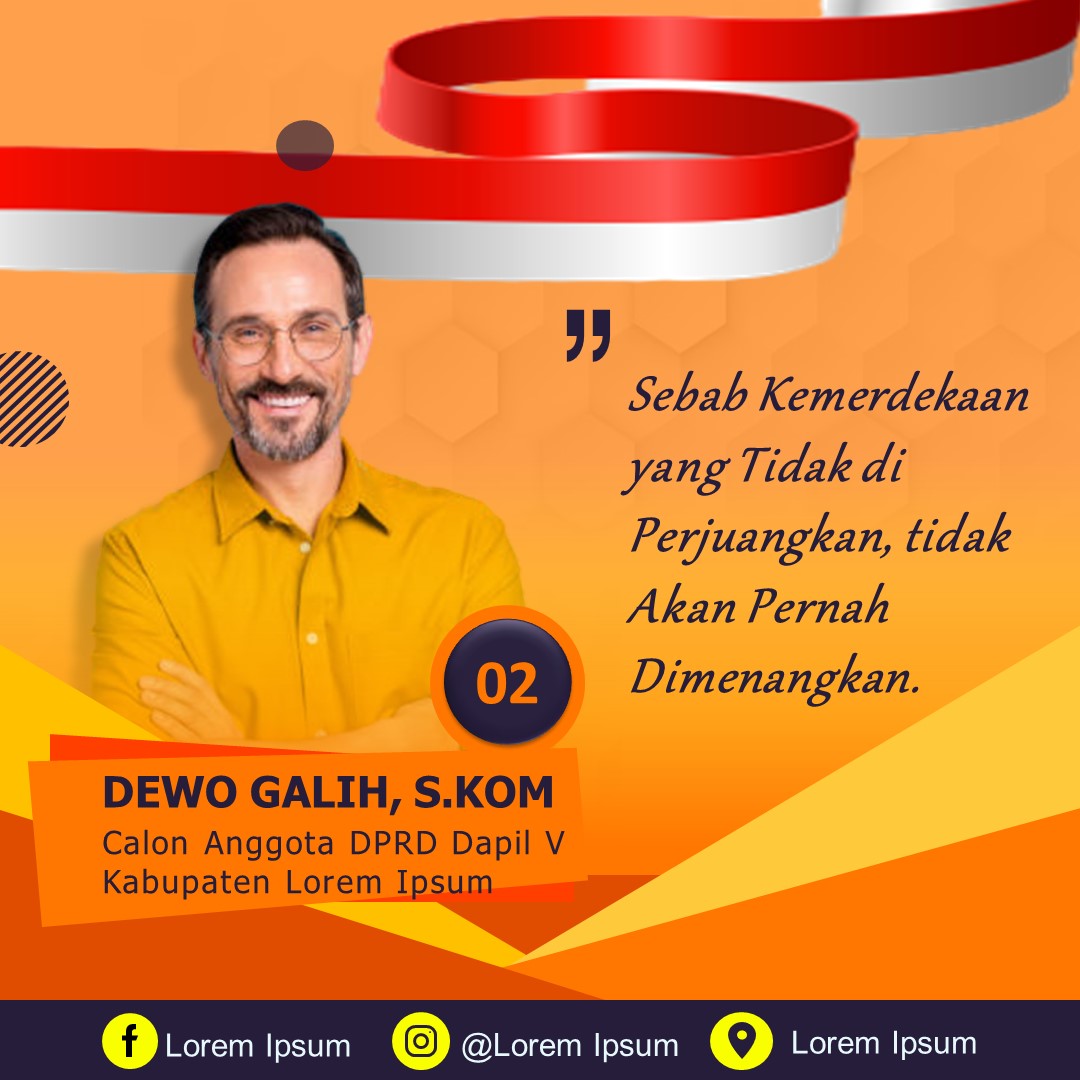 ”
Sebab Kemerdekaan
yang Tidak di
Perjuangkan, tidak
Akan Pernah
Dimenangkan.
02
DEWO GALIH, S.KOM
Calon Anggota DPRD Dapil V
Kabupaten Lorem Ipsum
Lorem Ipsum
@Lorem Ipsum
Lorem Ipsum